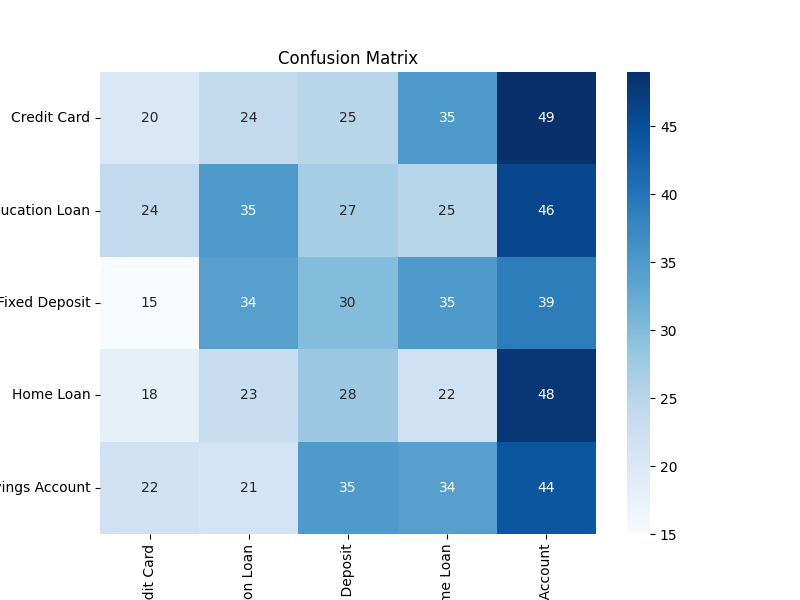 Confusion Matrix
Credit Card 20 24 25 35 49
ucation Loan 24 35 27 25 46
Fixed Deposit 15 34 30 35 39
Home Loan 18 23 28 22 48
ings Account 22 21 35 34 44
dit Card
on Loan
Deposit
me Loan
Account
45
40
35
30
25
20
15